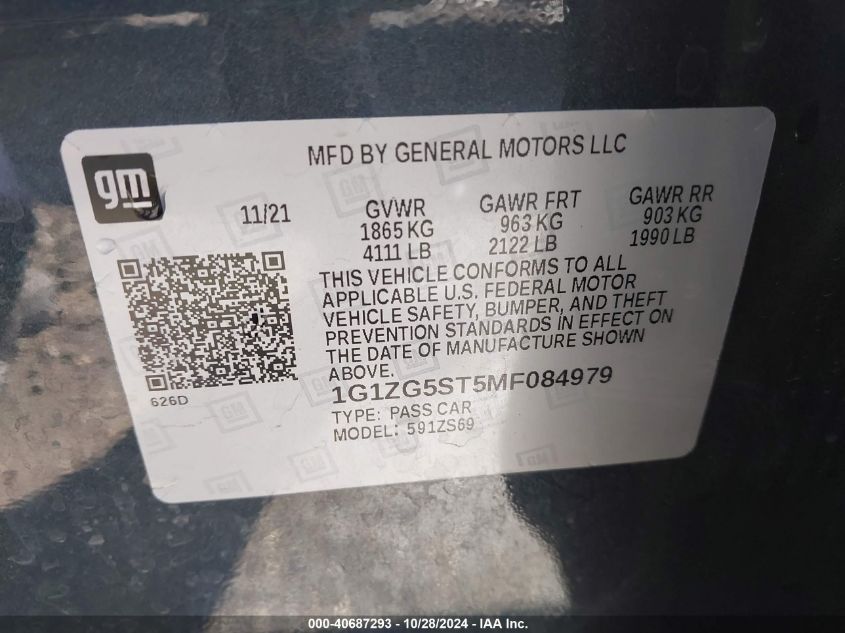 MFD BY GENERAL MOTORS LLC
gm
11/21
GVWR
1865 KG
4111 LB
GAWR FRT
963 KG
2122 LB
GAWR RR
903 KG
1990 LB
THIS VEHICLE CONFORMS TO ALL
APPLICABLE U.S. FEDERAL MOTOR
VEHICLE SAFETY, BUMPER, AND THEFT
PREVENTION STANDARDS IN EFFECT ON
THE DATE OF MANUFACTURE SHOWN
ABOVE.
626D
1G1ZG5ST5MF084979
TYPE: PASS CAR
MODEL: 591ZS69
000-40687293 - 10/28/2024 - IAA Inc.